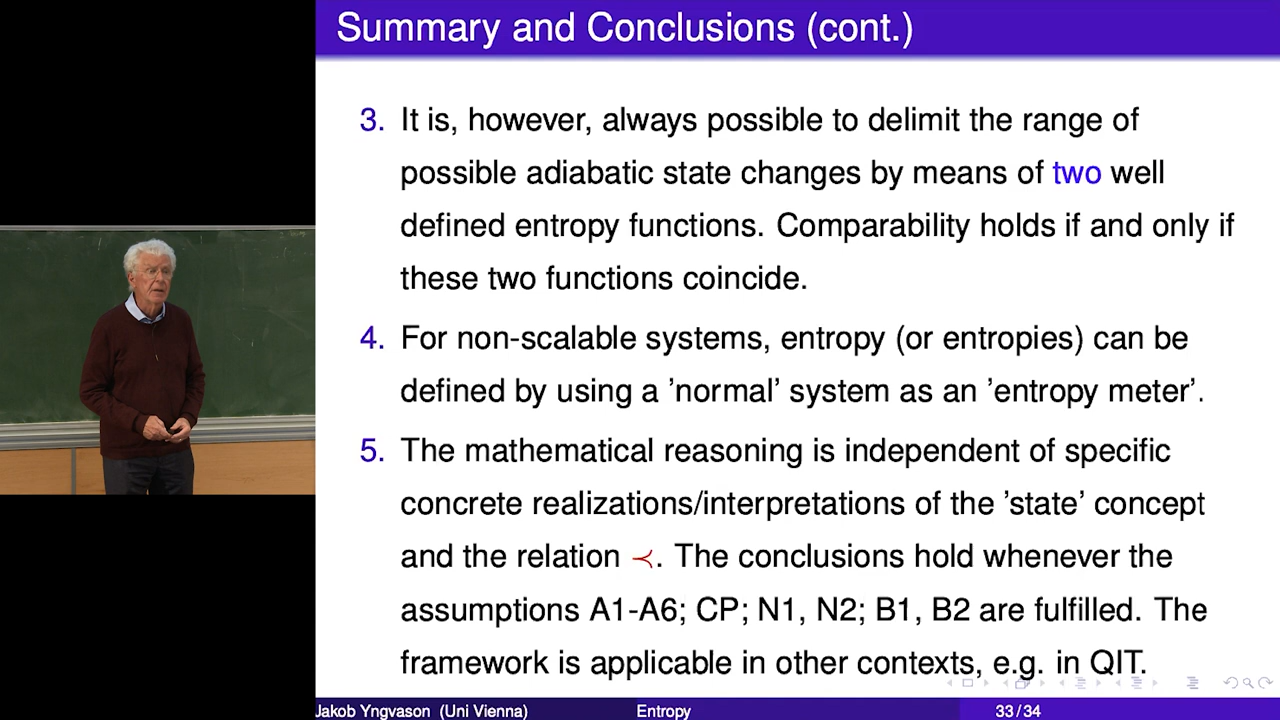 Summary and Conclusions (cont.)
3. It is, however, always possible to delimit the range of
possible adiabatic state changes by means of two well
defined entropy functions. Comparability holds if and only if
these two functions coincide.
4. For non-scalable systems, entropy (or entropies) can be
defined by using a 'normal' system as an 'entropy meter'.
5. The mathematical reasoning is independent of specific
concrete realizations/interpretations of the 'state' concept
and the relation ≺. The conclusions hold whenever the
assumptions A1-A6; CP; N1, N2; B1, B2 are fulfilled. The
framework is applicable in other contexts, e.g. in QIT.
Jakob Yngvason (Uni Vienna) Entropy 33/34